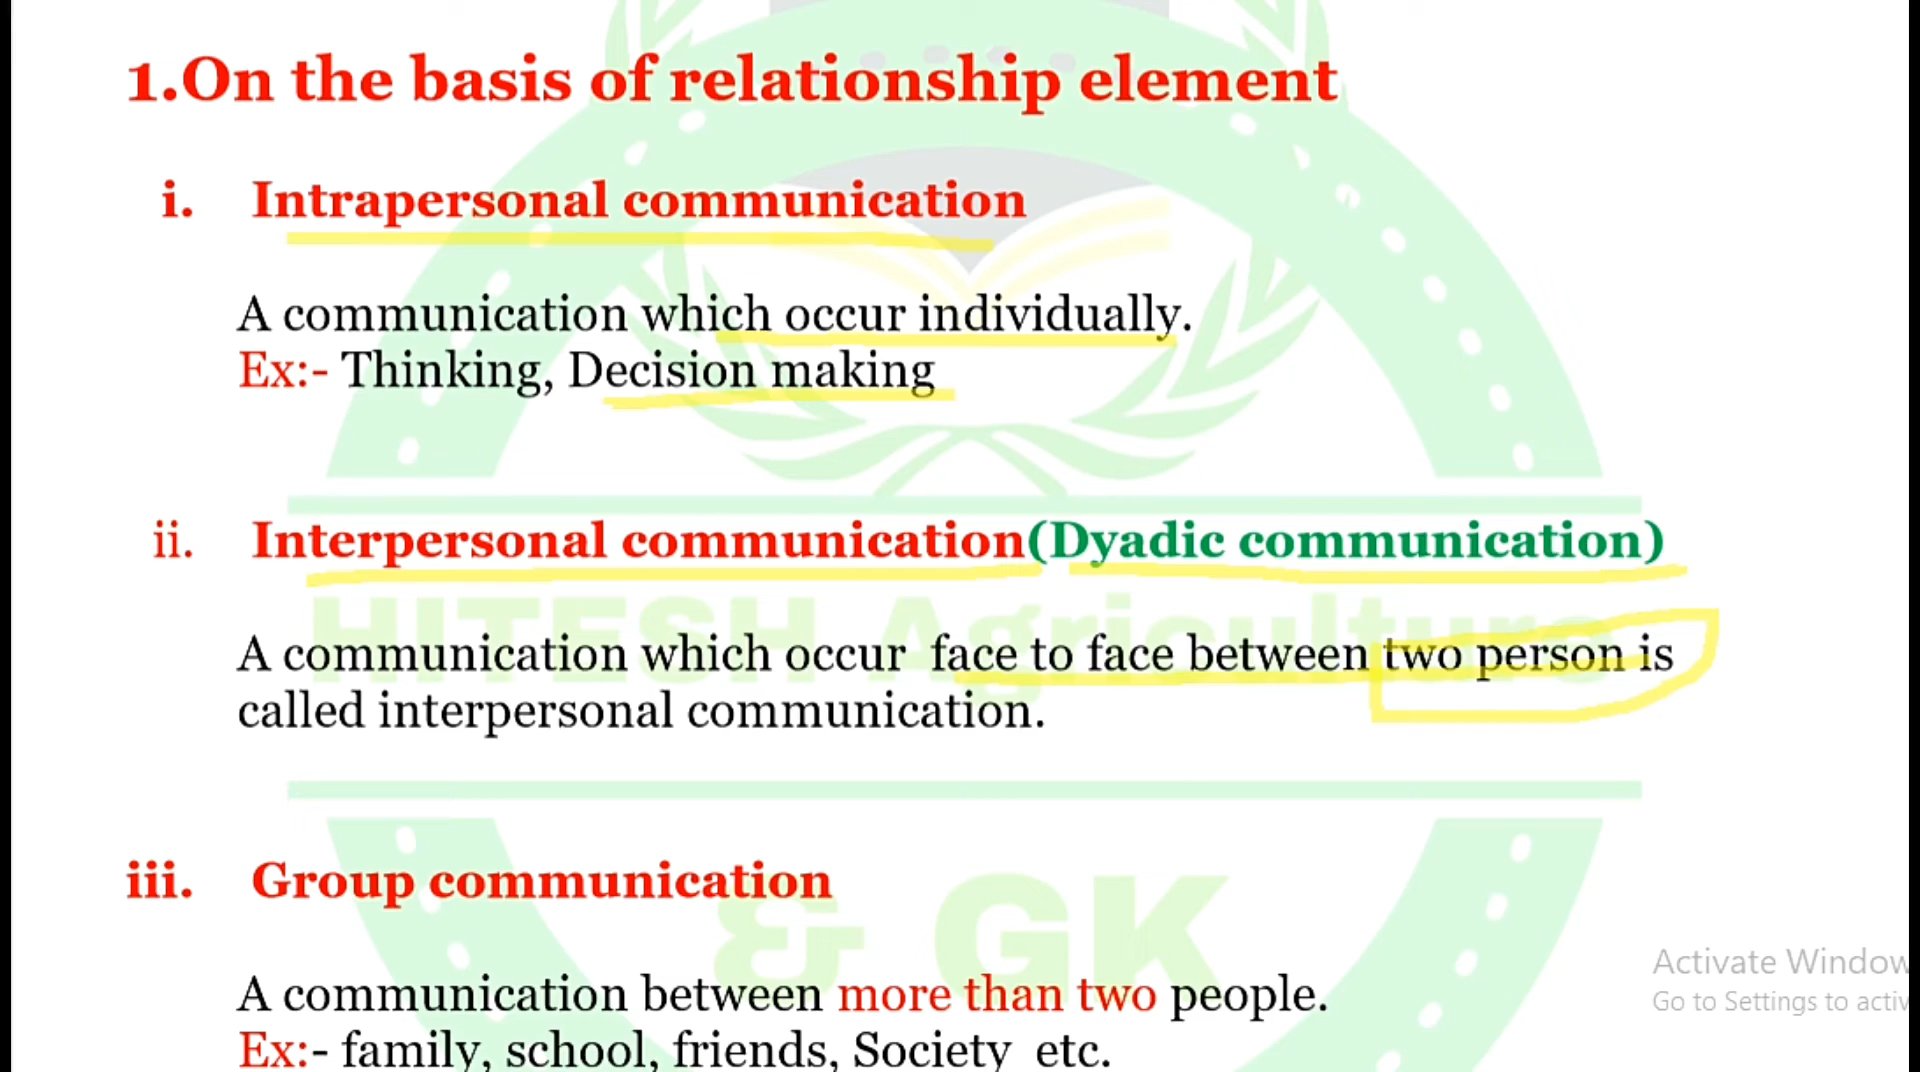 1.On the basis of relationship element
i. Intrapersonal communication
A communication which occur individually.
Ex:- Thinking, Decision making
ii. Interpersonal communication(Dyadic communication)
HITESH Agriculture
A communication which occur face to face between two person is
called interpersonal communication.
iii. Group communication
& GK
A communication between more than two people.
Ex:- family, school, friends, Society etc.
Activate Window
Go to Settings to activ